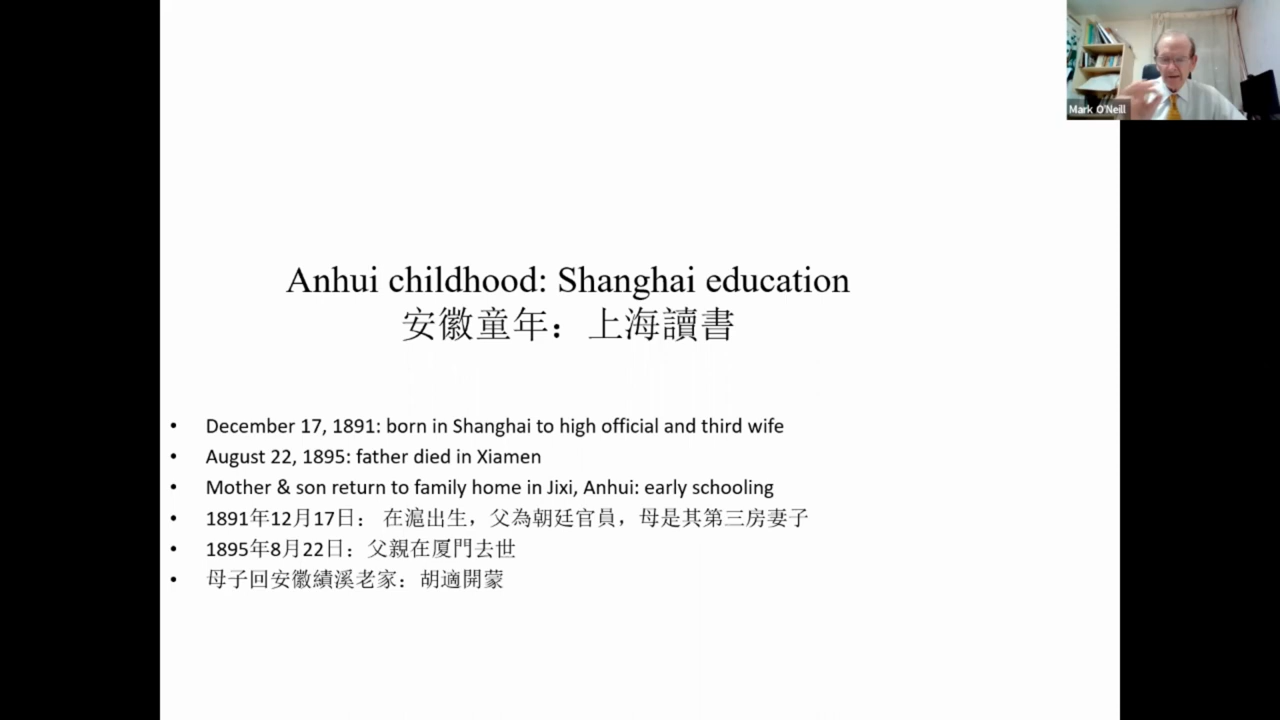 Mark O'Neill
Anhui childhood: Shanghai education
安徽童年：上海讀書
• December 17, 1891: born in Shanghai to high official and third wife
• August 22, 1895: father died in Xiamen
• Mother & son return to family home in Jixi, Anhui: early schooling
• 1891年12月17日： 在滬出生，父為朝廷官員，母是其第三房妻子
• 1895年8月22日：父親在厦門去世
• 母子回安徽績溪老家：胡適開蒙